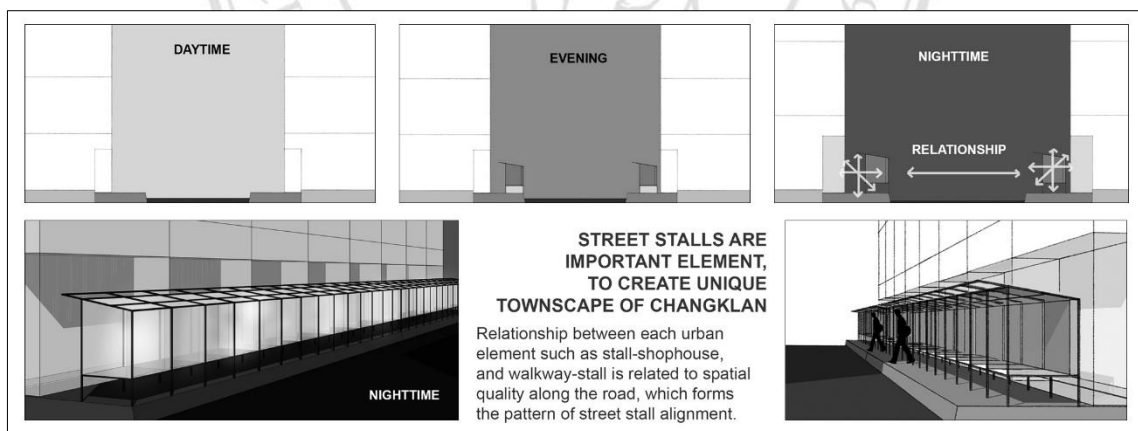 DAYTIME
EVENING
NIGHTTIME
RELATIONSHIP
NIGHTTIME
STREET STALLS ARE
IMPORTANT ELEMENT,
TO CREATE UNIQUE
TOWNSCAPE OF CHANGKLAN
Relationship between each urban
element such as stall-shophouse,
and walkway-stall is related to spatial
quality along the road, which forms
the pattern of street stall alignment.